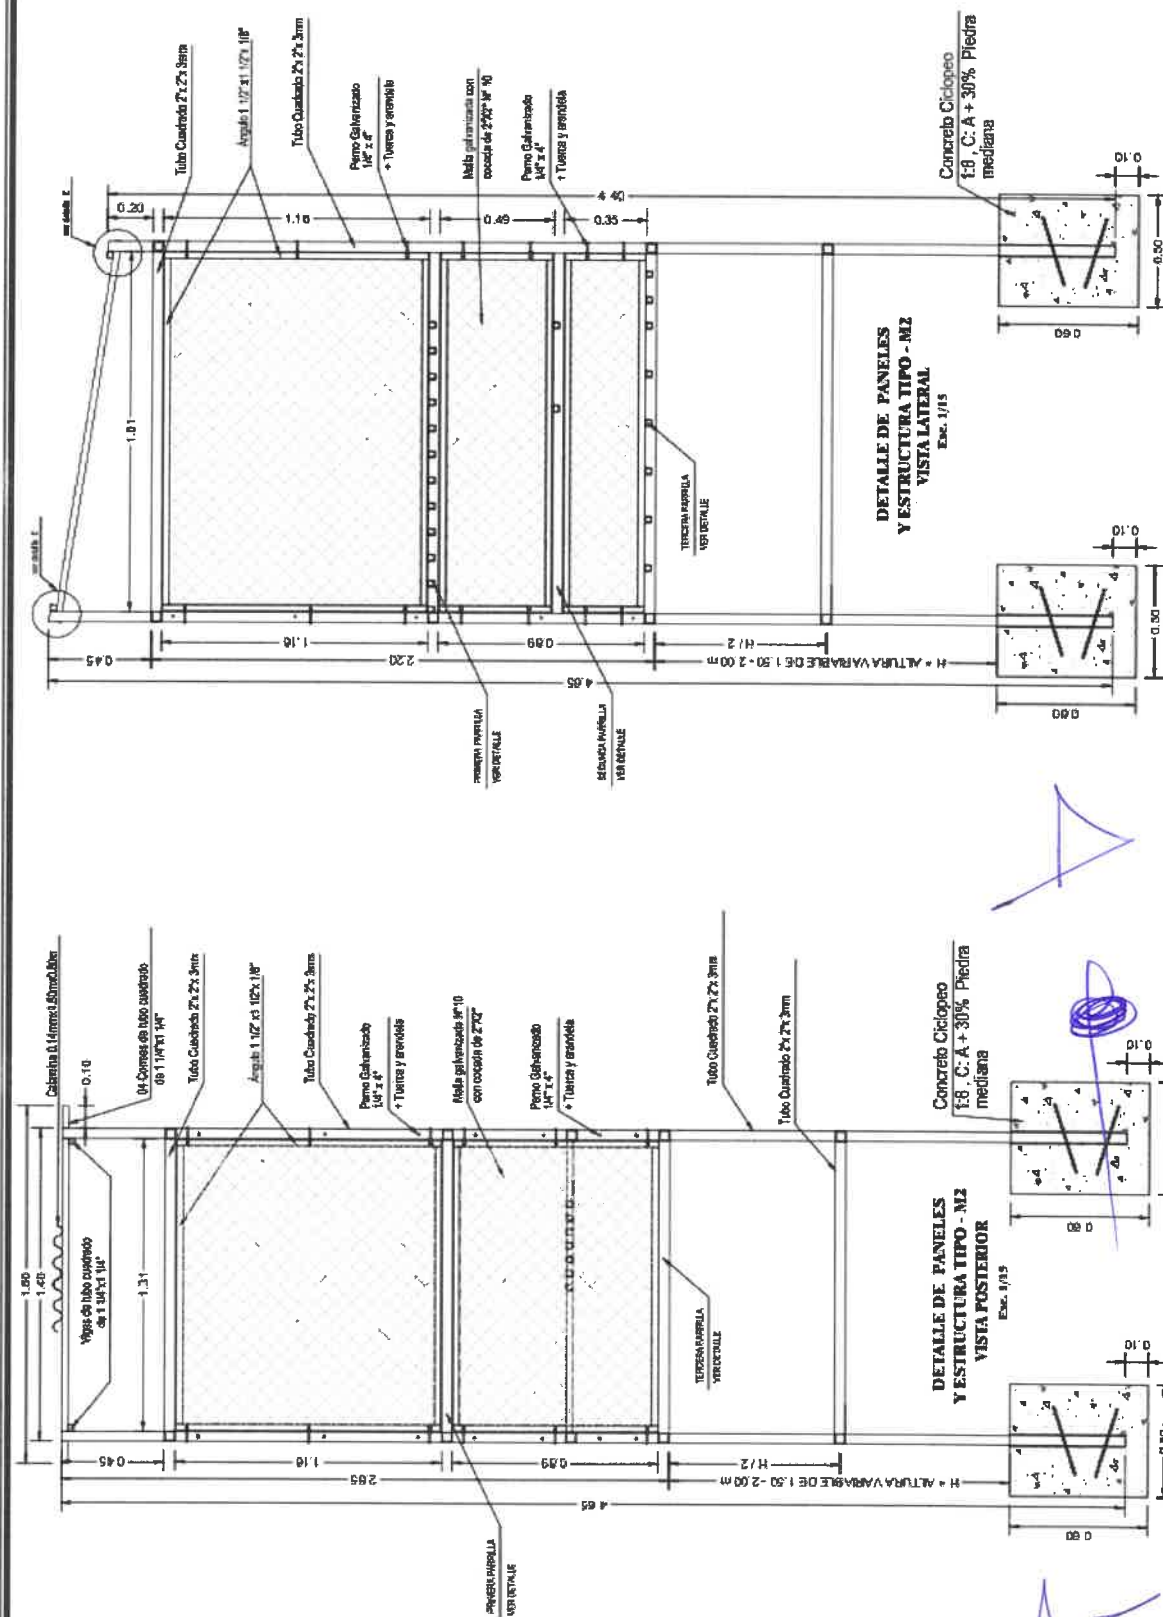 Tubo Cuadrado 2"x 2"x 3mm
Angulo 1 1/2" x1 1/2"x 1/8"
Tubo Cuadrado 2"x 2"x 3mm
Perno Galvanizado
1/4" x 4"
+ Tuerca y arandela
Malla galvanizada con
cocada de 2"X2" Nº 10
Perno Galvanizado
1/4" x 4"
+ Tuerca y arandela
Concreto Ciclopeo
1:8 , C: A + 30% Piedra
mediana
0.20
1.16
0.49
0.35
4.40
1.61
0.45
1.16
2.20
0.89
H / 2
H = ALTURA VARIABLE DE 1.50 - 2.00 m
4.65
0.60
0.60
0.10
0.10
0.50
0.50
PRIMERA PARRILLA
VER DETALLE
SEGUNDA PARRILLA
VER DETALLE
TERCERA PARRILLA
VER DETALLE
DETALLE DE PANELES
Y ESTRUCTURA TIPO - M2
VISTA LATERAL
Esc. 1/15
Calamina 0.14mmx3.60mx0.80m
04 Correas de tubo cuadrado
de 1 1/4"x1 1/4"
Tubo Cuadrado 2"x 2"x 3mm
Angulo 1 1/2" x1 1/2"x 1/8"
Tubo Cuadrado 2"x 2"x 3mm
Perno Galvanizado
1/4" x 4"
+ Tuerca y arandela
Malla galvanizada Nº10
con cocada de 2"X2"
Perno Galvanizado
1/4" x 4"
+ Tuerca y arandela
Tubo Cuadrado 2"x 2"x 3mm
Tubo Cuadrado 2"x 2"x 3mm
Concreto Ciclopeo
1:8 , C: A + 30% Piedra
mediana
1.60
1.40
0.10
Vigas de tubo cuadrado
de 1 1/4"x1 1/4"
1.31
0.45
1.16
2.65
0.89
H / 2
H = ALTURA VARIABLE DE 1.50 - 2.00 m
4.65
0.60
0.60
0.10
0.10
PRIMERA PARRILLA
VER DETALLE
TERCERA PARRILLA
VER DETALLE
DETALLE DE PANELES
Y ESTRUCTURA TIPO - M2
VISTA POSTERIOR
Esc. 1/15